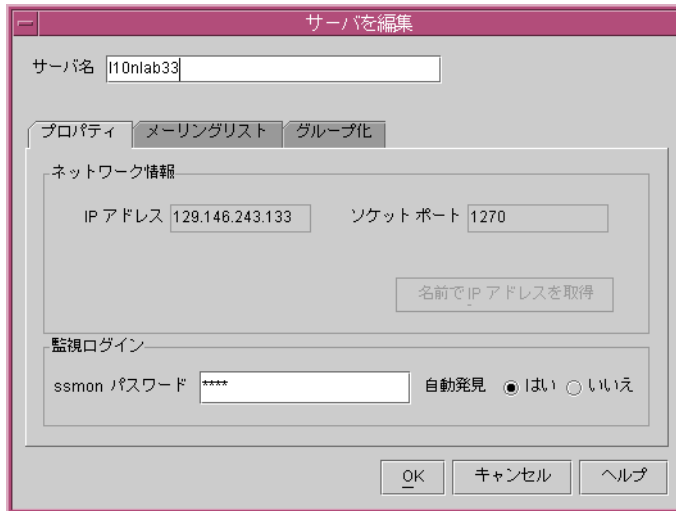 サーバを編集
サーバ名 l10nlab33
プロパティ メーリングリスト グループ化
ネットワーク情報
IP アドレス 129.146.243.133 ソケット ポート 1270
名前で IP アドレスを取得
監視ログイン
ssmon パスワード **** 自動発見 はい いいえ
OK キャンセル ヘルプ